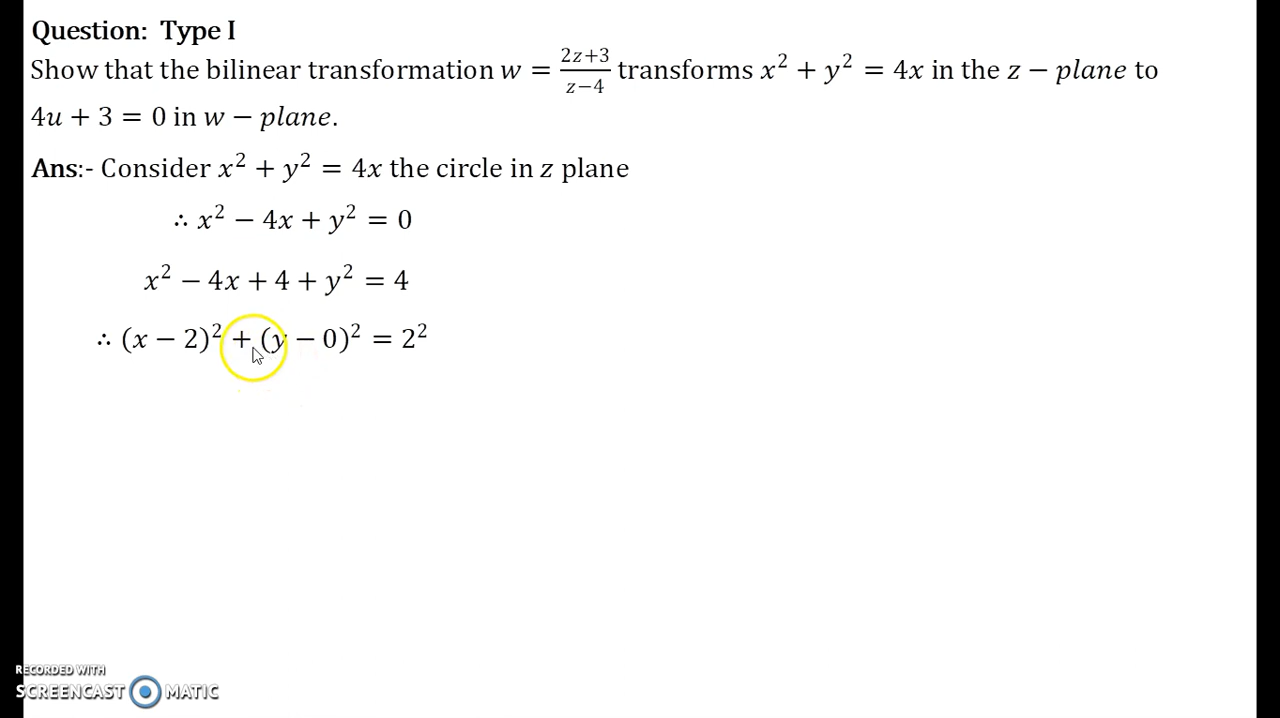 Question: Type I
Show that the bilinear transformation w = \frac{2z+3}{z-4} transforms x² + y² = 4x in the z − plane to
4u + 3 = 0 in w − plane.
Ans:- Consider x² + y² = 4x the circle in z plane
∴ x² − 4x + y² = 0
x² − 4x + 4 + y² = 4
∴ (x − 2)² + (y − 0)² = 2²
RECORDED WITH
SCREENCAST MATIC